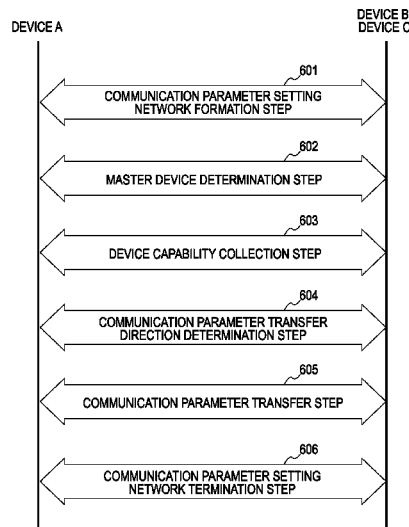 DEVICE A
DEVICE B
DEVICE C
601
COMMUNICATION PARAMETER SETTING
NETWORK FORMATION STEP
602
MASTER DEVICE DETERMINATION STEP
603
DEVICE CAPABILITY COLLECTION STEP
604
COMMUNICATION PARAMETER TRANSFER
DIRECTION DETERMINATION STEP
605
COMMUNICATION PARAMETER TRANSFER STEP
606
COMMUNICATION PARAMETER SETTING
NETWORK TERMINATION STEP